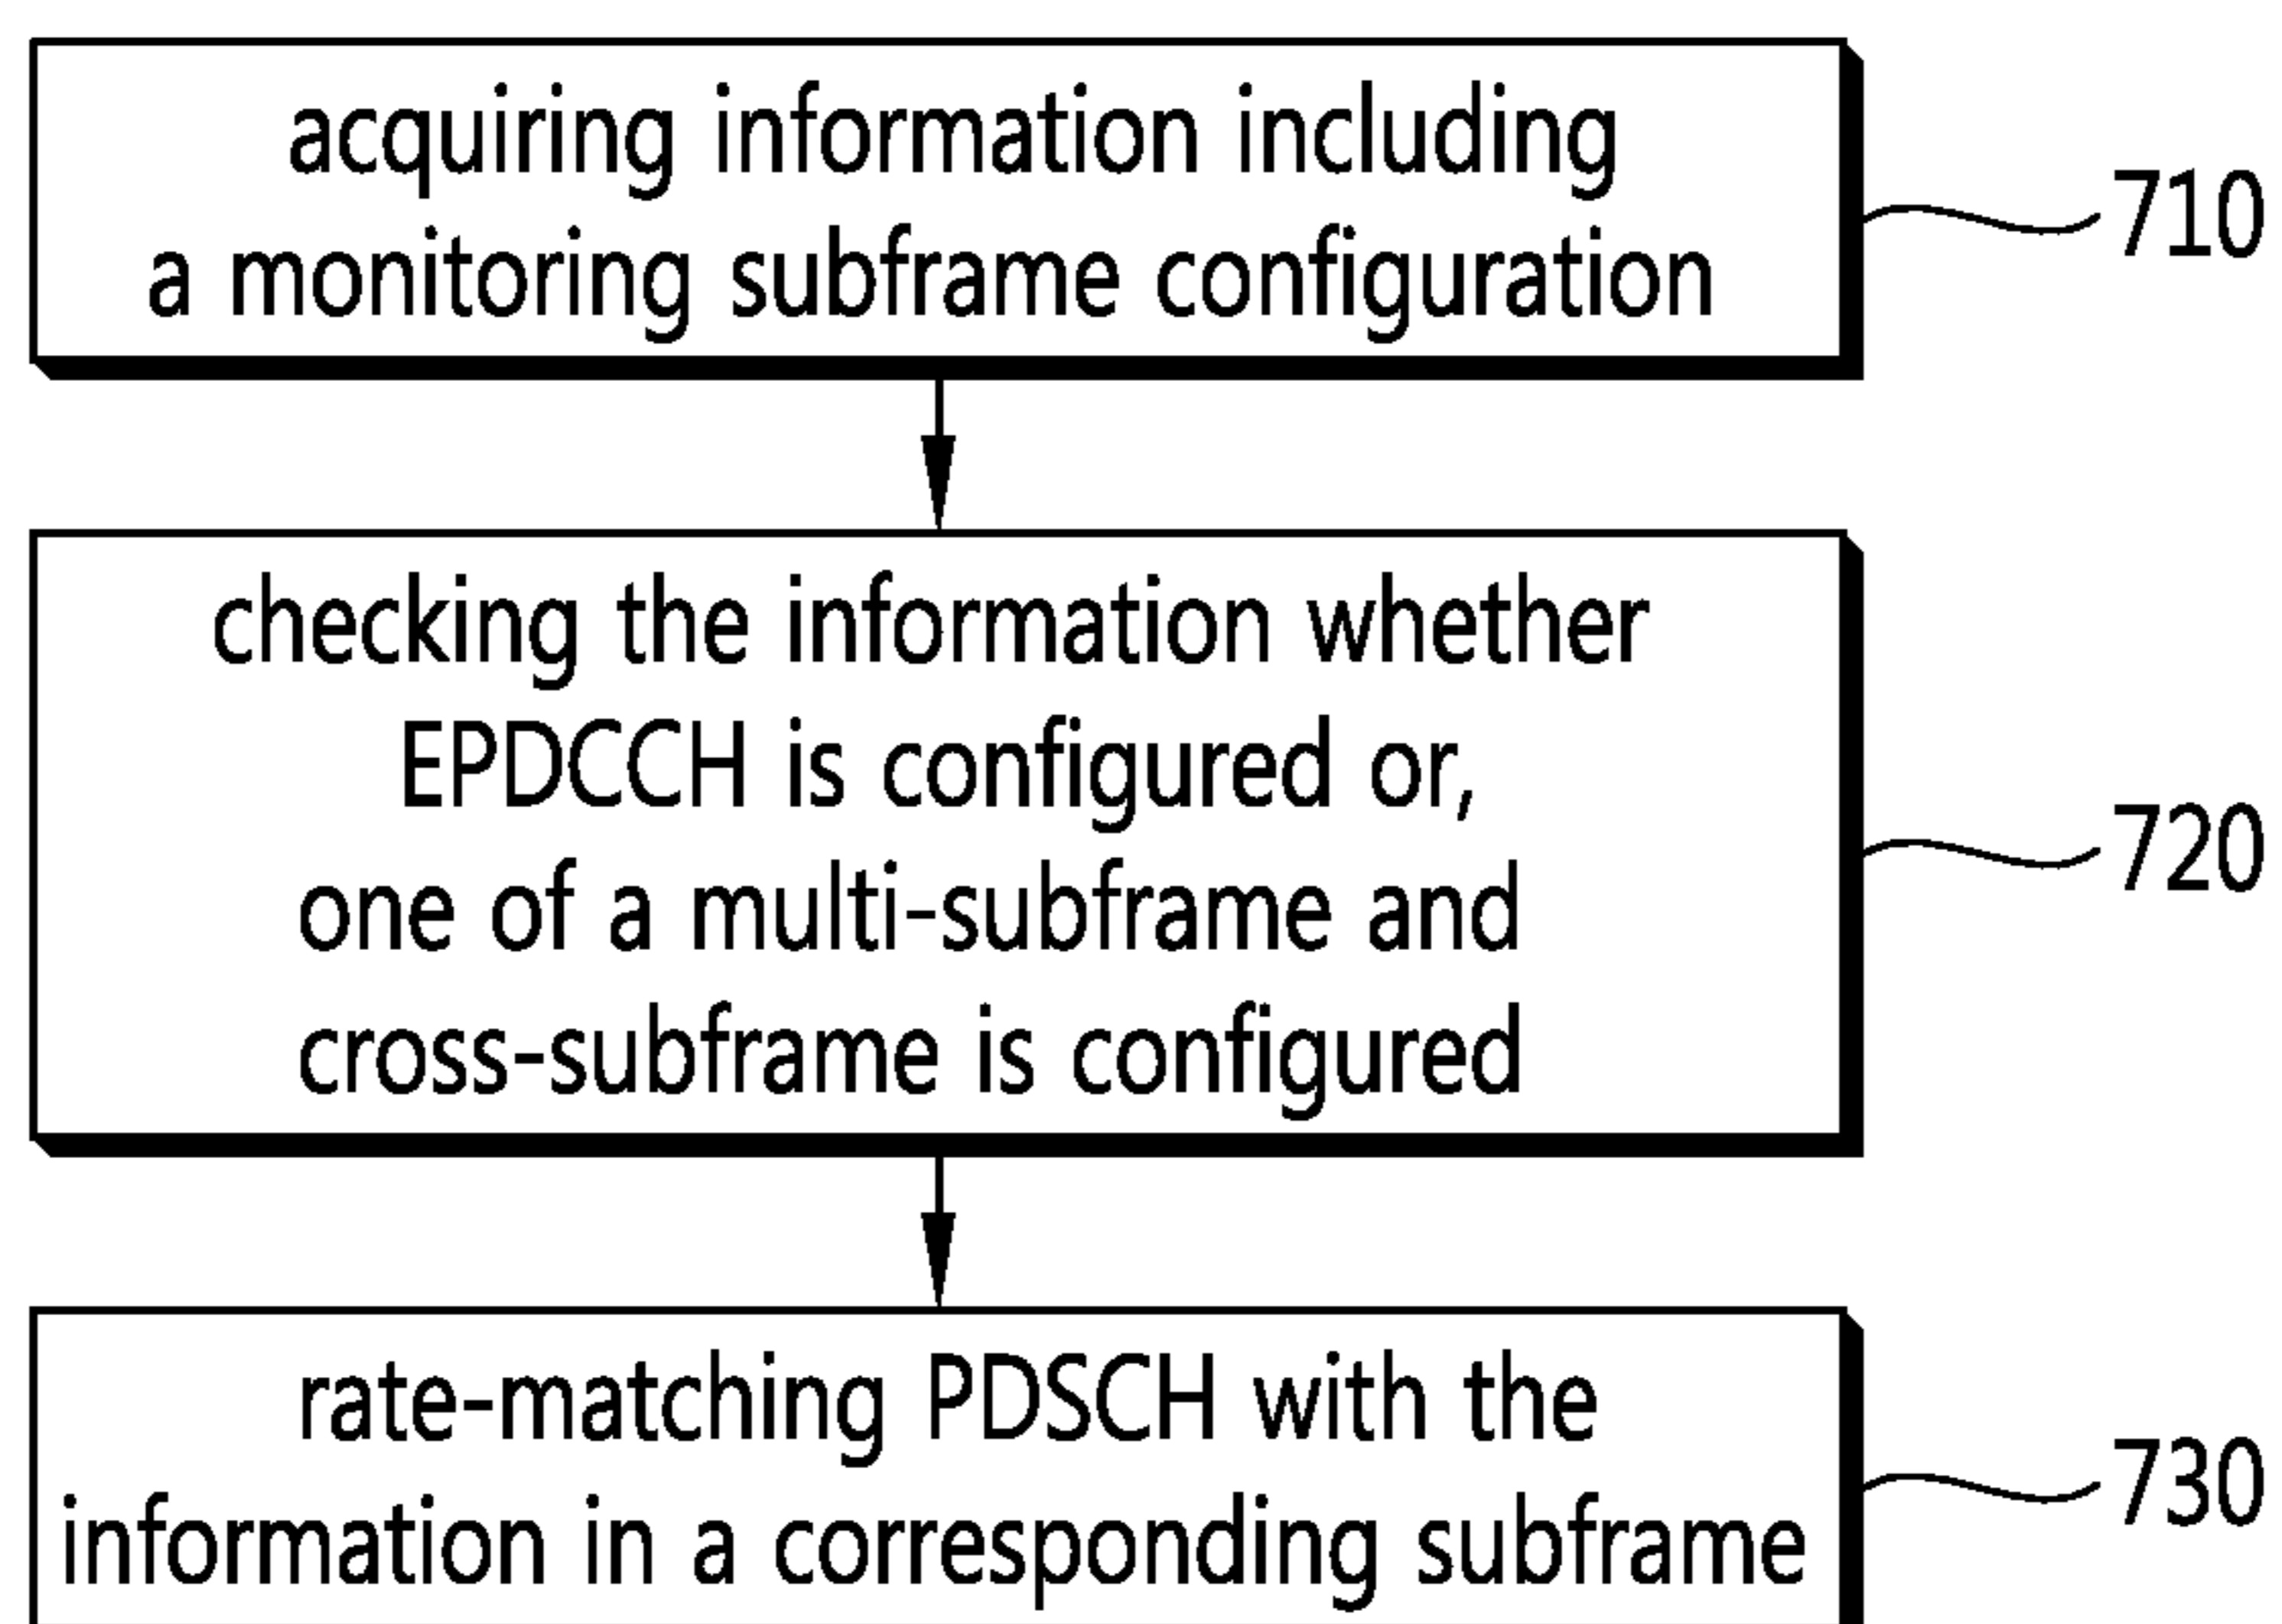 acquiring information including
a monitoring subframe configuration
710
checking the information whether
EPDCCH is configured or,
one of a multi-subframe and
cross-subframe is configured
720
rate-matching PDSCH with the
information in a corresponding subframe
730